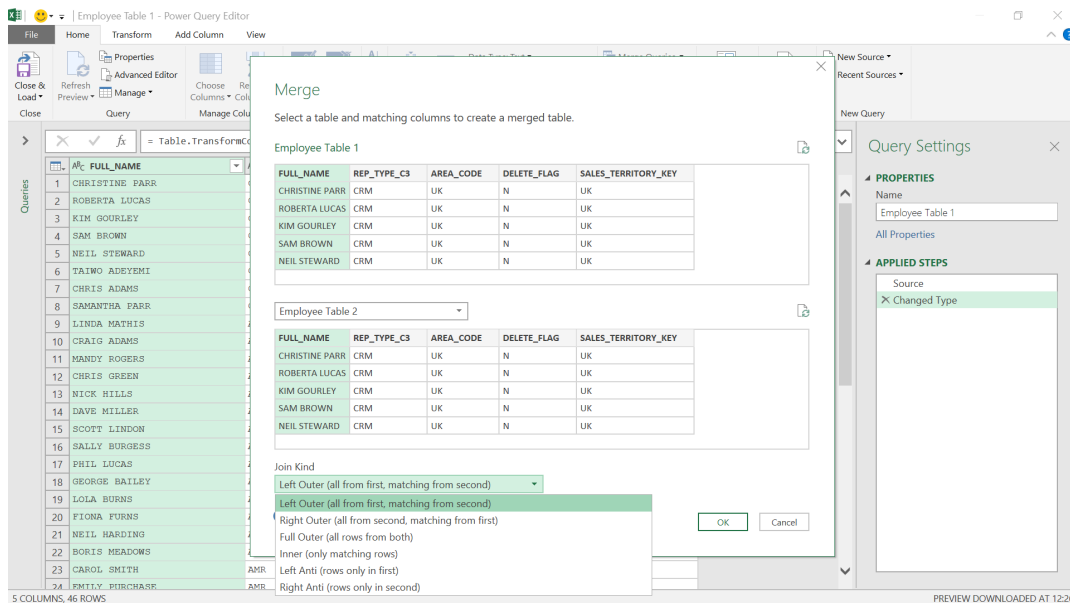 Employee Table 1 - Power Query Editor
File Home Transform Add Column View
Close & Load
Close
Refresh Preview
Properties
Advanced Editor
Manage
Query
Choose Columns
Manage Colu
New Source
Recent Sources
New Query
fx = Table.TransformCo
Queries
ABC FULL_NAME
1 CHRISTINE PARR
2 ROBERTA LUCAS
3 KIM GOURLEY
4 SAM BROWN
5 NEIL STEWARD
6 TAIWO ADEYEMI
7 CHRIS ADAMS
8 SAMANTHA PARR
9 LINDA MATHIS
10 CRAIG ADAMS
11 MANDY ROGERS
12 CHRIS GREEN
13 NICK HILLS
14 DAVE MILLER
15 SCOTT LINDON
16 SALLY BURGESS
17 PHIL LUCAS
18 GEORGE BAILEY
19 LOLA BURNS
20 FIONA FURNS
21 NEIL HARDING
22 BORIS MEADOWS
23 CAROL SMITH AMR
24 EMILY PURCHASE AMR
Merge
Select a table and matching columns to create a merged table.
Employee Table 1
FULL_NAME REP_TYPE_C3 AREA_CODE DELETE_FLAG SALES_TERRITORY_KEY
CHRISTINE PARR CRM UK N UK
ROBERTA LUCAS CRM UK N UK
KIM GOURLEY CRM UK N UK
SAM BROWN CRM UK N UK
NEIL STEWARD CRM UK N UK
Employee Table 2
FULL_NAME REP_TYPE_C3 AREA_CODE DELETE_FLAG SALES_TERRITORY_KEY
CHRISTINE PARR CRM UK N UK
ROBERTA LUCAS CRM UK N UK
KIM GOURLEY CRM UK N UK
SAM BROWN CRM UK N UK
NEIL STEWARD CRM UK N UK
Join Kind
Left Outer (all from first, matching from second)
Left Outer (all from first, matching from second)
Right Outer (all from second, matching from first)
Full Outer (all rows from both)
Inner (only matching rows)
Left Anti (rows only in first)
Right Anti (rows only in second)
OK Cancel
Query Settings
PROPERTIES
Name
Employee Table 1
All Properties
APPLIED STEPS
Source
Changed Type
5 COLUMNS, 46 ROWS
PREVIEW DOWNLOADED AT 12:2